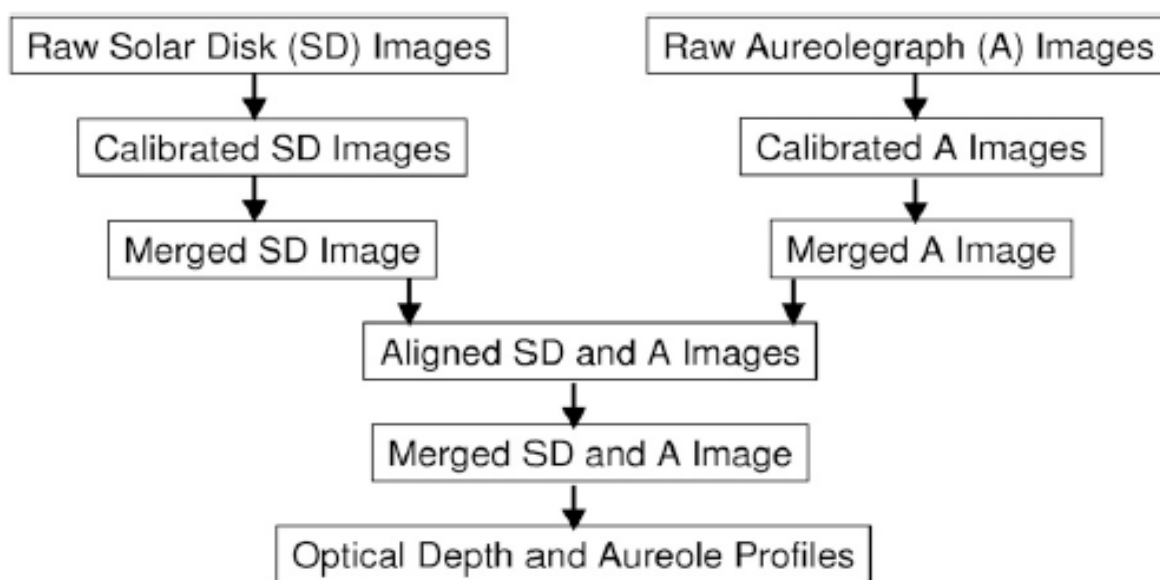 Raw Solar Disk (SD) Images
Raw Aureolegraph (A) Images
Calibrated SD Images
Calibrated A Images
Merged SD Image
Merged A Image
Aligned SD and A Images
Merged SD and A Image
Optical Depth and Aureole Profiles